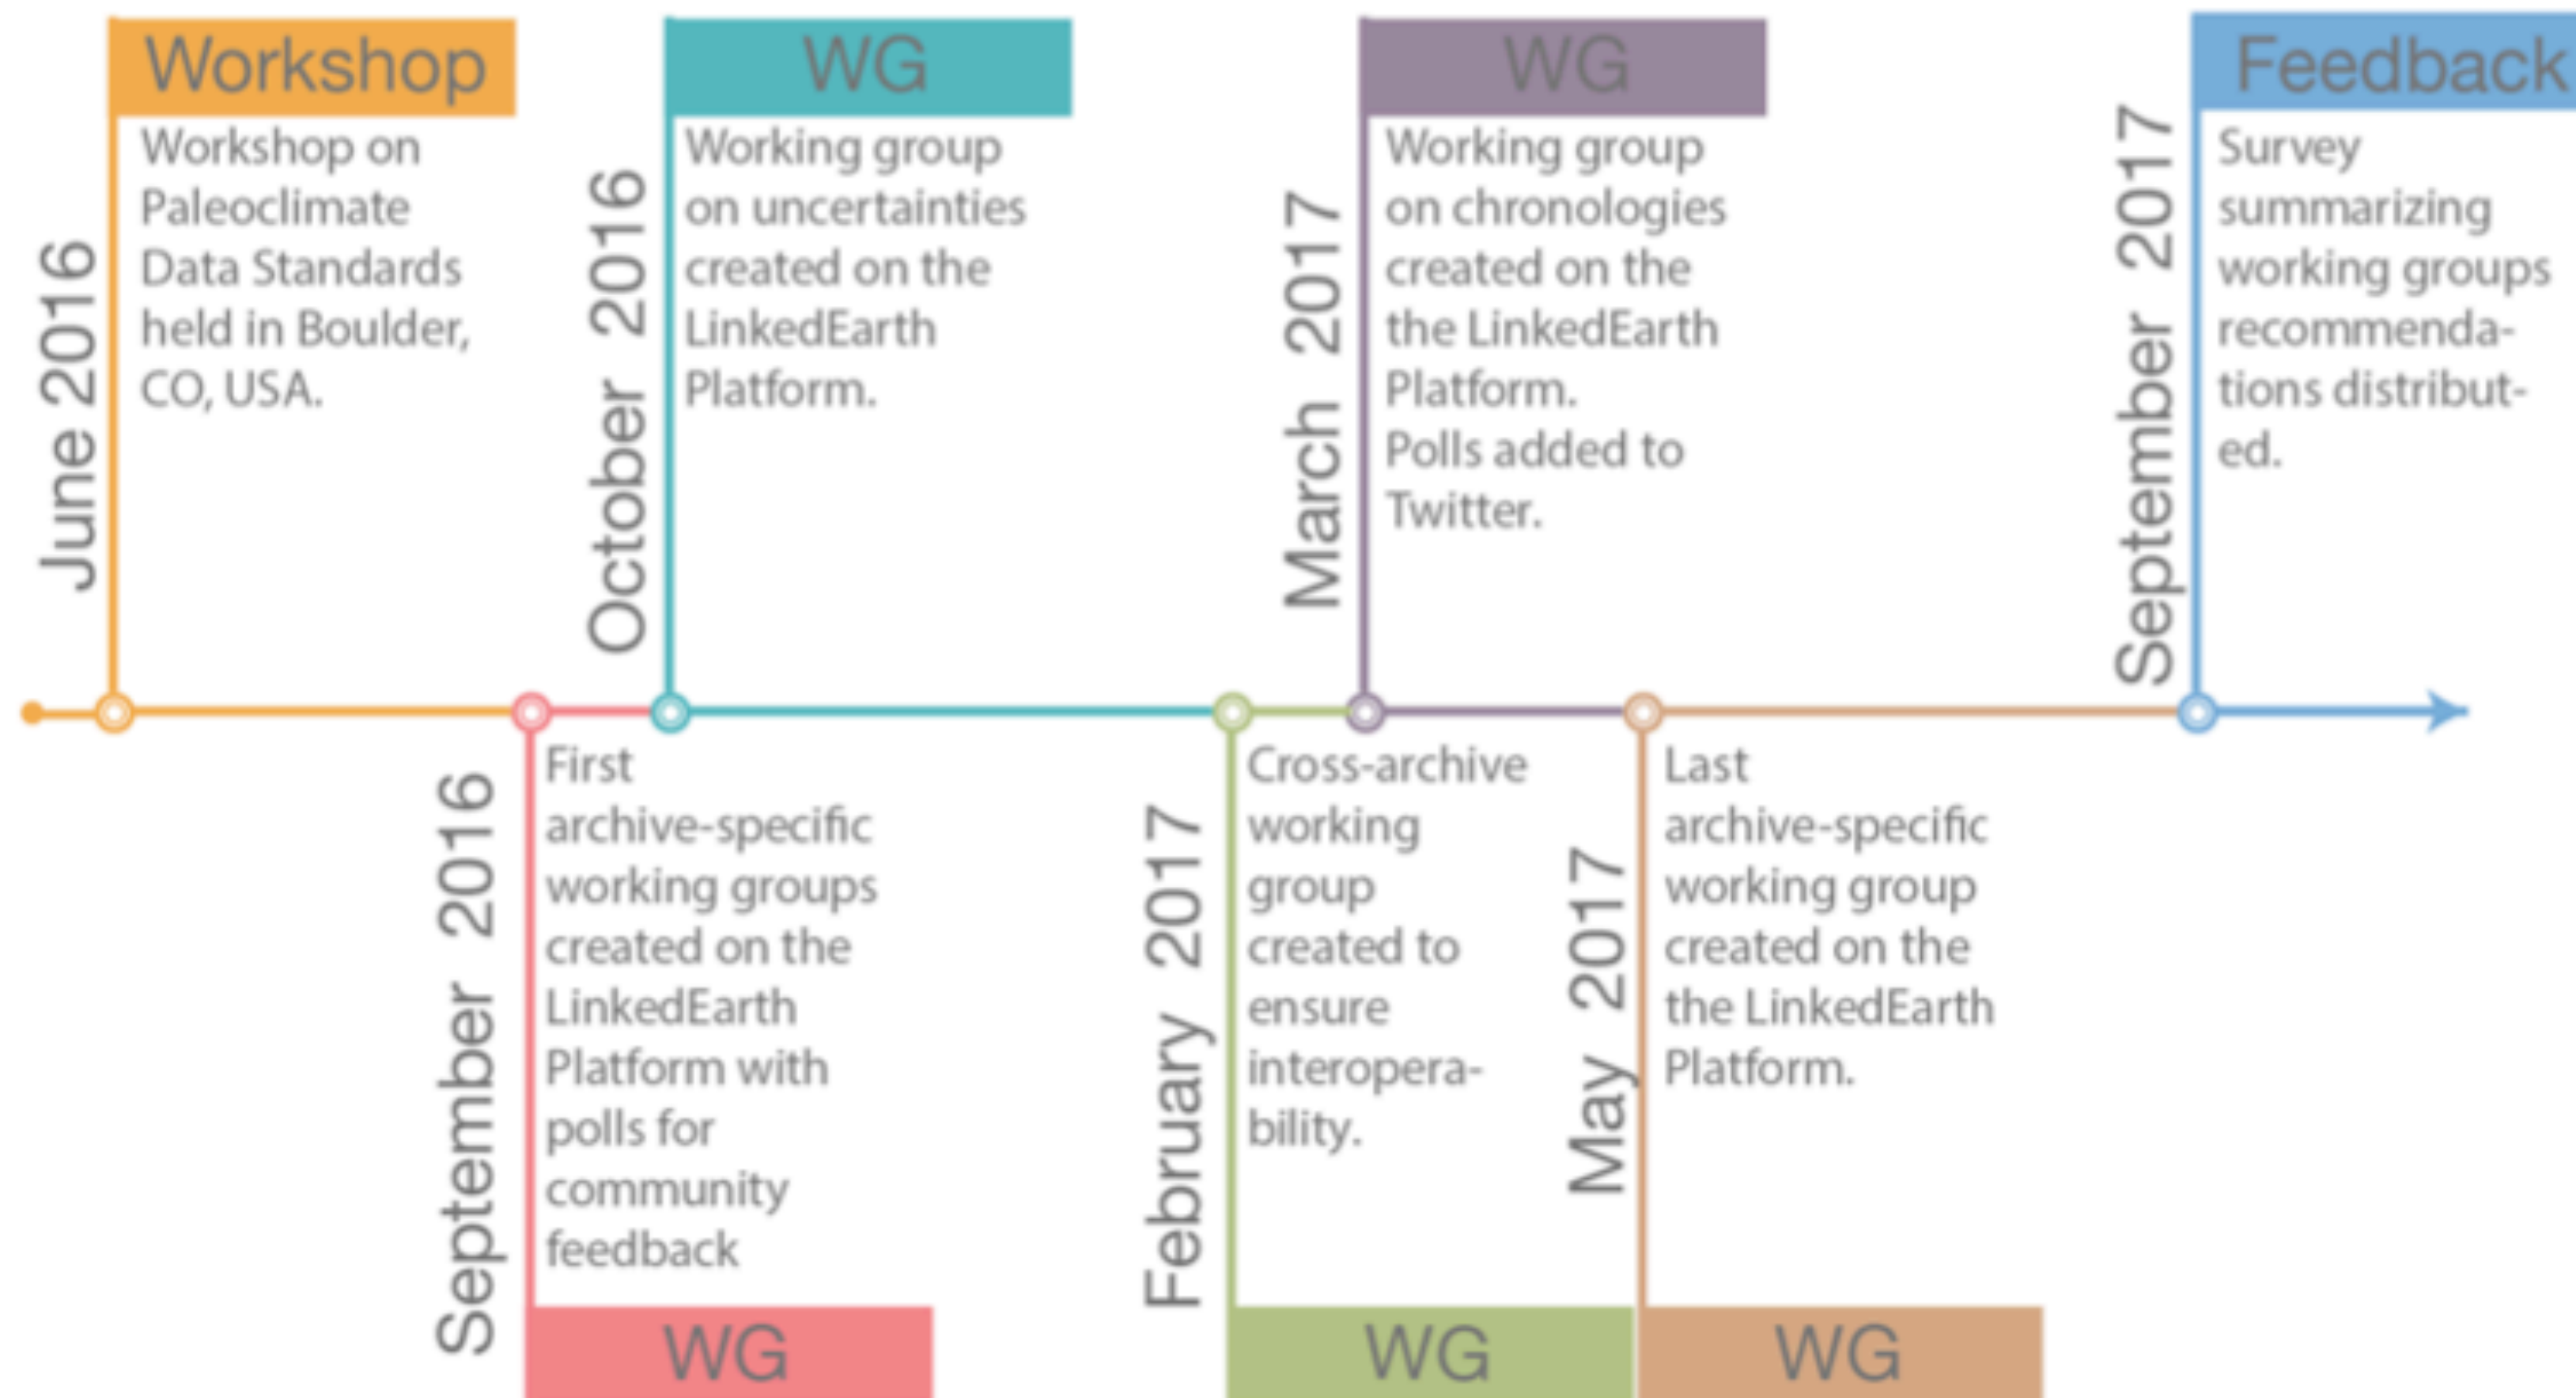 Workshop
June 2016
Workshop on
Paleoclimate
Data Standards
held in Boulder,
CO, USA.
September 2016
First
archive-specific
working groups
created on the
LinkedEarth
Platform with
polls for
community
feedback
WG
WG
October 2016
Working group
on uncertainties
created on the
LinkedEarth
Platform.
February 2017
Cross-archive
working
group
created to
ensure
interopera-
bility.
WG
WG
March 2017
Working group
on chronologies
created on the
the LinkedEarth
Platform.
Polls added to
Twitter.
May 2017
Last
archive-specific
working group
created on the
the LinkedEarth
Platform.
WG
Feedback
September 2017
Survey
summarizing
working groups
recommenda-
tions distribut-
ed.